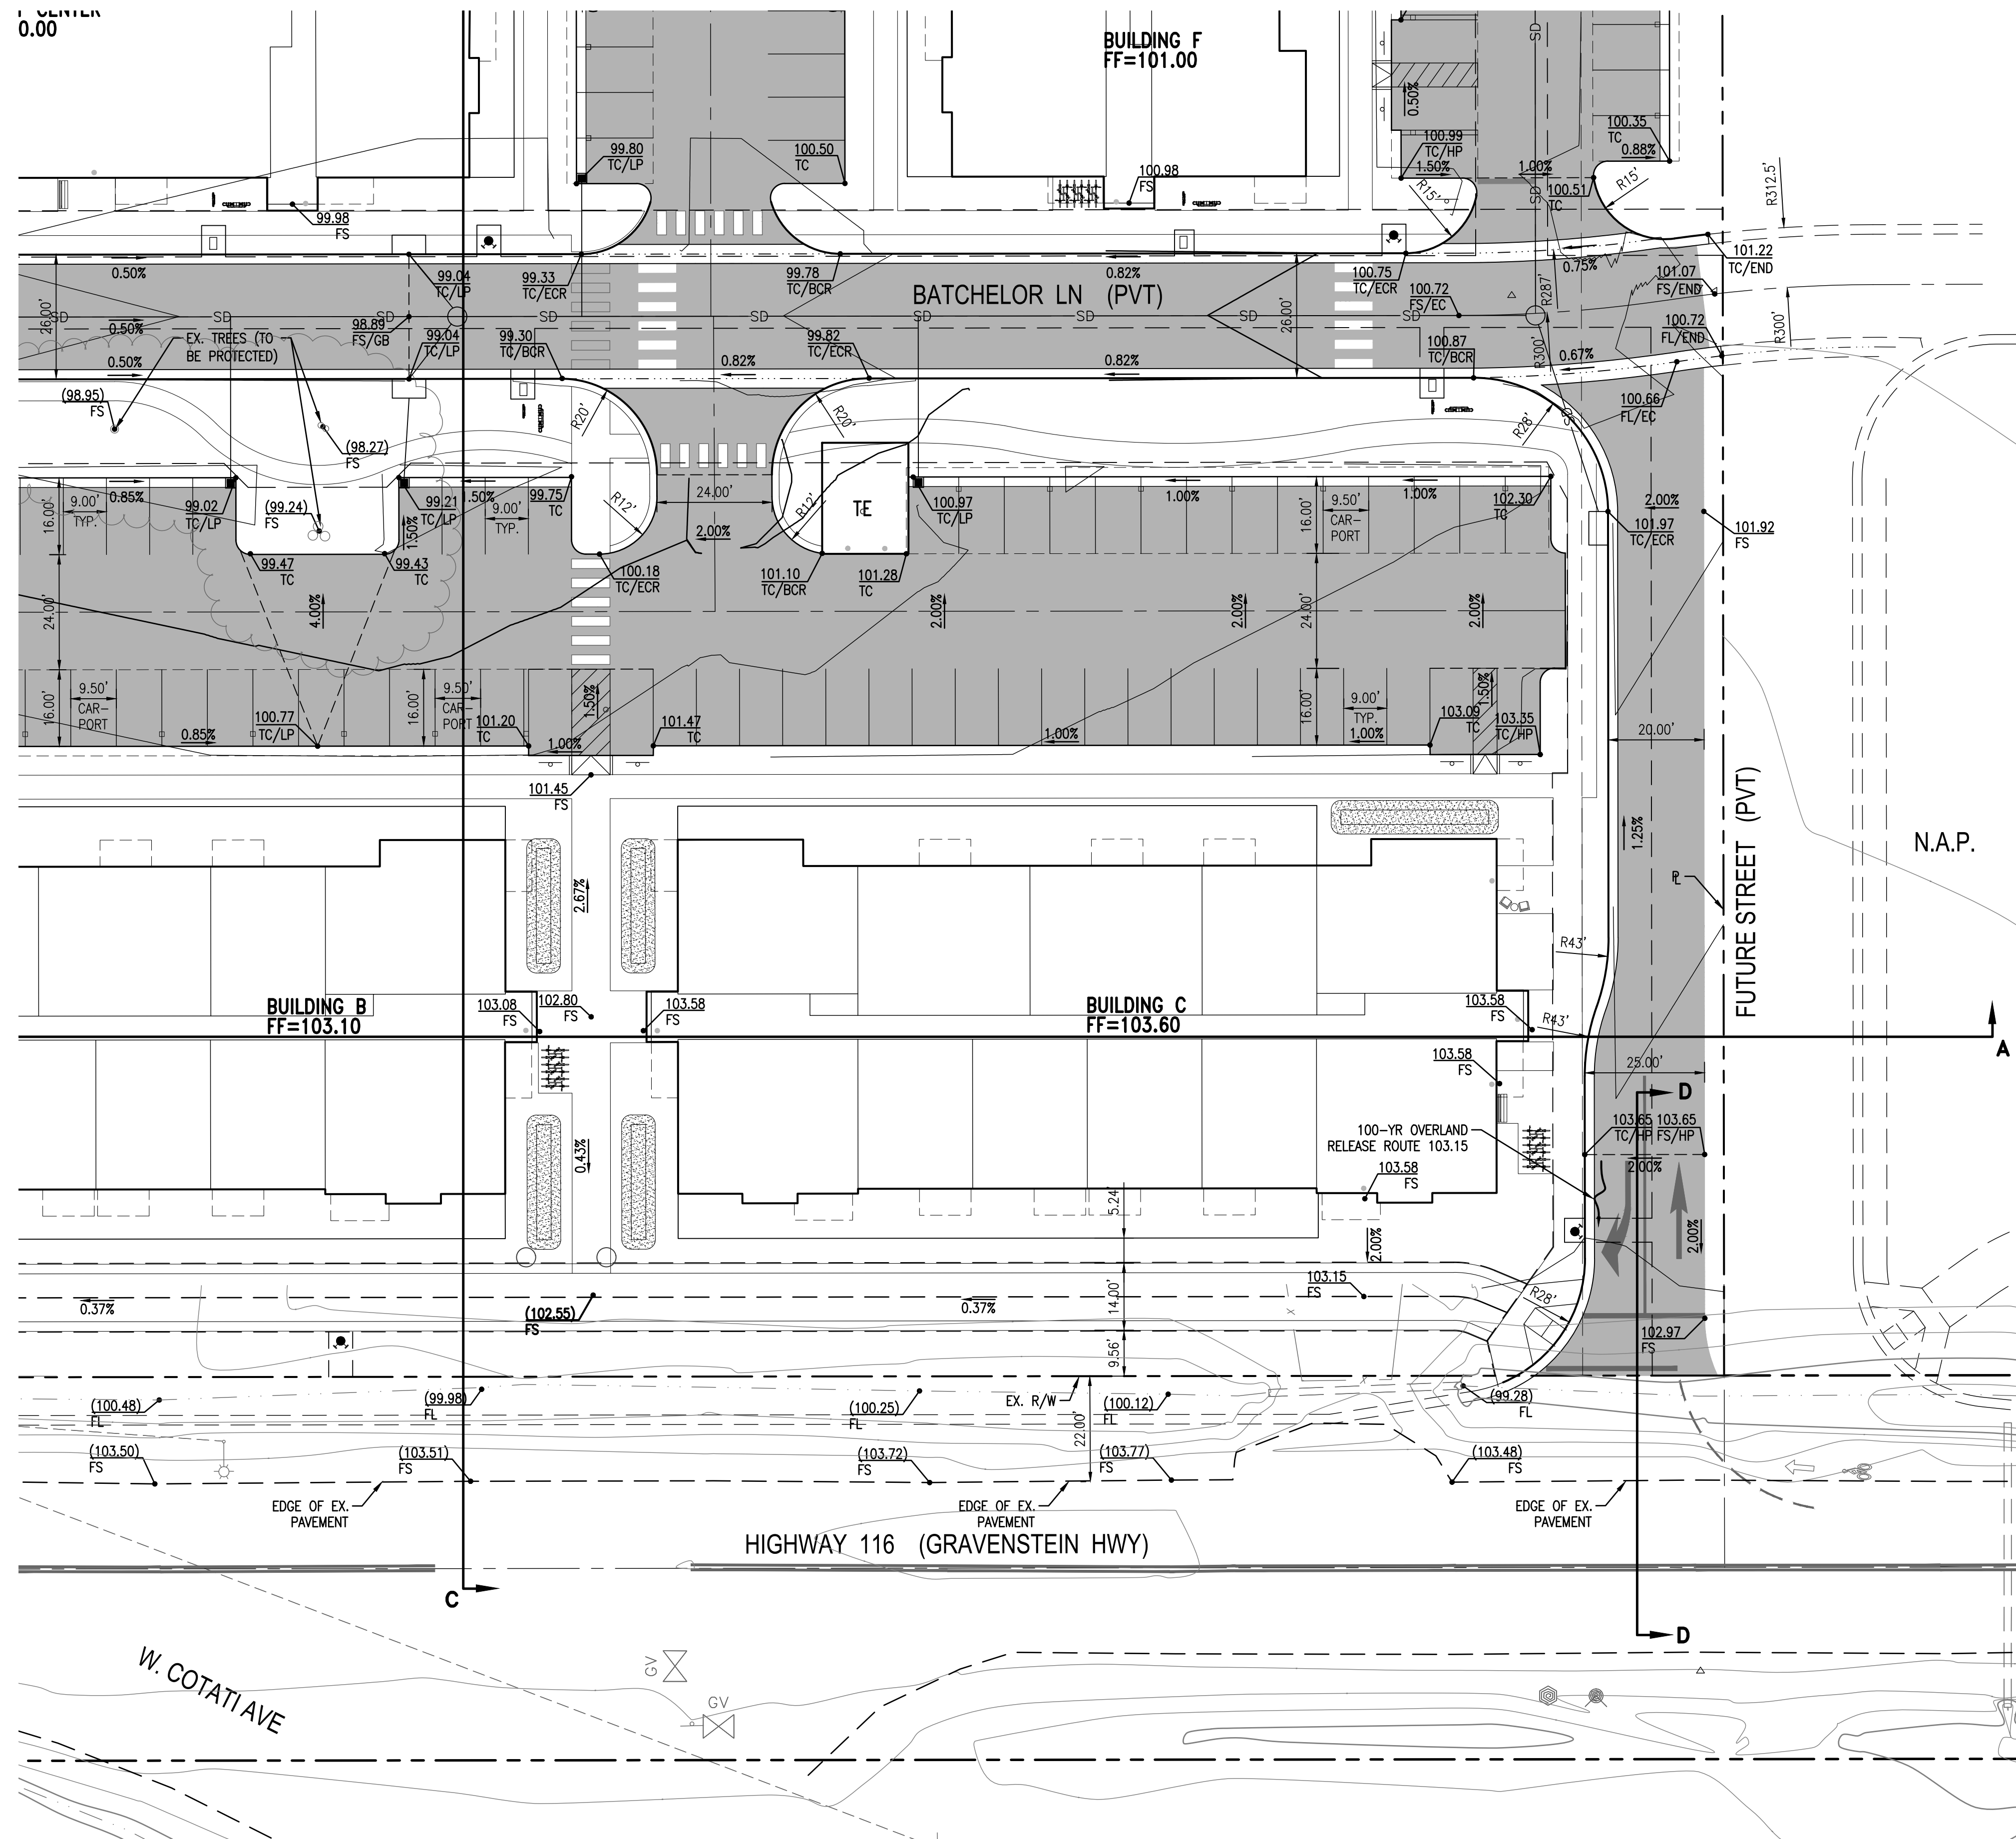 F CENTER
0.00
BUILDING F
FF=101.00
SD
0.50%
99.80
TC/LP
100.50
TC
100.98
FS
100.99
TC/HP
100.35
TC
0.88%
1.50%
1.00%
SD
100.51
TC
R15'
R15'
R312.5'
99.98
FS
0.50%
99.04
TC/LP
99.33
TC/ECR
99.78
TC/BCR
0.82%
100.75
TC/ECR
100.72
FS/EC
0.75%
101.22
TC/END
101.07
FS/END
R287'
BATCHELOR LN (PVT)
26.00'
SD
SD
SD
SD
SD
SD
SD
SD
SD
0.50%
98.89
FS/GB
26.00'
100.72
FL/END
R300'
R300'
EX. TREES (TO
BE PROTECTED)
99.04
TC/LP
99.30
TC/BCR
99.82
TC/ECR
100.87
TC/BCR
0.50%
0.82%
0.82%
0.67%
(98.95)
FS
R20'
R20'
R28'
SD
100.66
FL/EC
(98.27)
FS
16.00'
9.00'
TYP.
0.85%
99.02
TC/LP
(99.24)
FS
99.21
TC/LP
1.50%
1.50%
9.00'
TYP.
99.75
TC
R12'
24.00'
2.00%
R12'
TE
100.97
TC/LP
1.00%
16.00'
9.50'
CAR-
PORT
1.00%
102.30
TC
2.00%
101.97
TC/ECR
101.92
FS
99.47
TC
99.43
TC
100.18
TC/ECR
101.10
TC/BCR
101.28
TC
24.00'
4.00%
2.00%
2.00%
24.00'
2.00%
16.00'
9.50'
CAR-
PORT
0.85%
100.77
TC/LP
16.00'
9.50'
CAR-
PORT
101.20
TC
1.50%
1.00%
101.47
TC
1.00%
16.00'
9.00'
TYP.
1.00%
103.09
TC
1.50%
103.35
TC/HP
20.00'
101.45
FS
FUTURE STREET (PVT)
1.25%
N.A.P.
PL
2.67%
R43'
BUILDING B
FF=103.10
103.08
FS
102.80
FS
103.58
FS
BUILDING C
FF=103.60
103.58
FS
R43'
A
103.58
FS
25.00'
D
100-YR OVERLAND
RELEASE ROUTE 103.15
103.65
TC/HP
103.65
FS/HP
2.00%
0.43%
103.58
FS
5.24'
2.00%
2.00%
0.37%
(102.55)
FS
0.37%
14.00'
103.15
FS
R28'
9.56'
102.97
FS
(100.48)
FL
(99.98)
FL
(100.25)
FL
EX. R/W
22.00'
(100.12)
FL
(99.28)
FL
(103.50)
FS
(103.51)
FS
(103.72)
FS
(103.77)
FS
(103.48)
FS
EDGE OF EX.
PAVEMENT
EDGE OF EX.
PAVEMENT
EDGE OF EX.
PAVEMENT
HIGHWAY 116 (GRAVENSTEIN HWY)
C
D
W. COTATI AVE
GV
GV